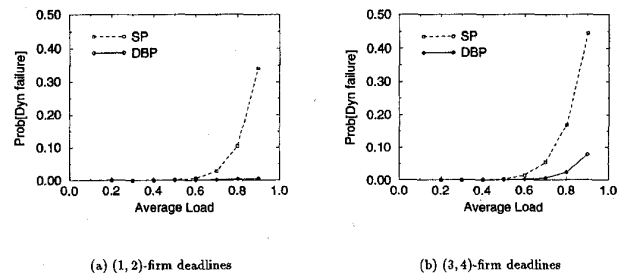 0.50
0.40
0.30
0.20
0.10
0.00
Prob[Dyn failure]
SP
DBP
0.0 0.2 0.4 0.6 0.8 1.0
Average Load
(a) (1, 2)-firm deadlines
0.50
0.40
0.30
0.20
0.10
0.00
Prob[Dyn failure]
SP
DBP
0.0 0.2 0.4 0.6 0.8 1.0
Average Load
(b) (3, 4)-firm deadlines